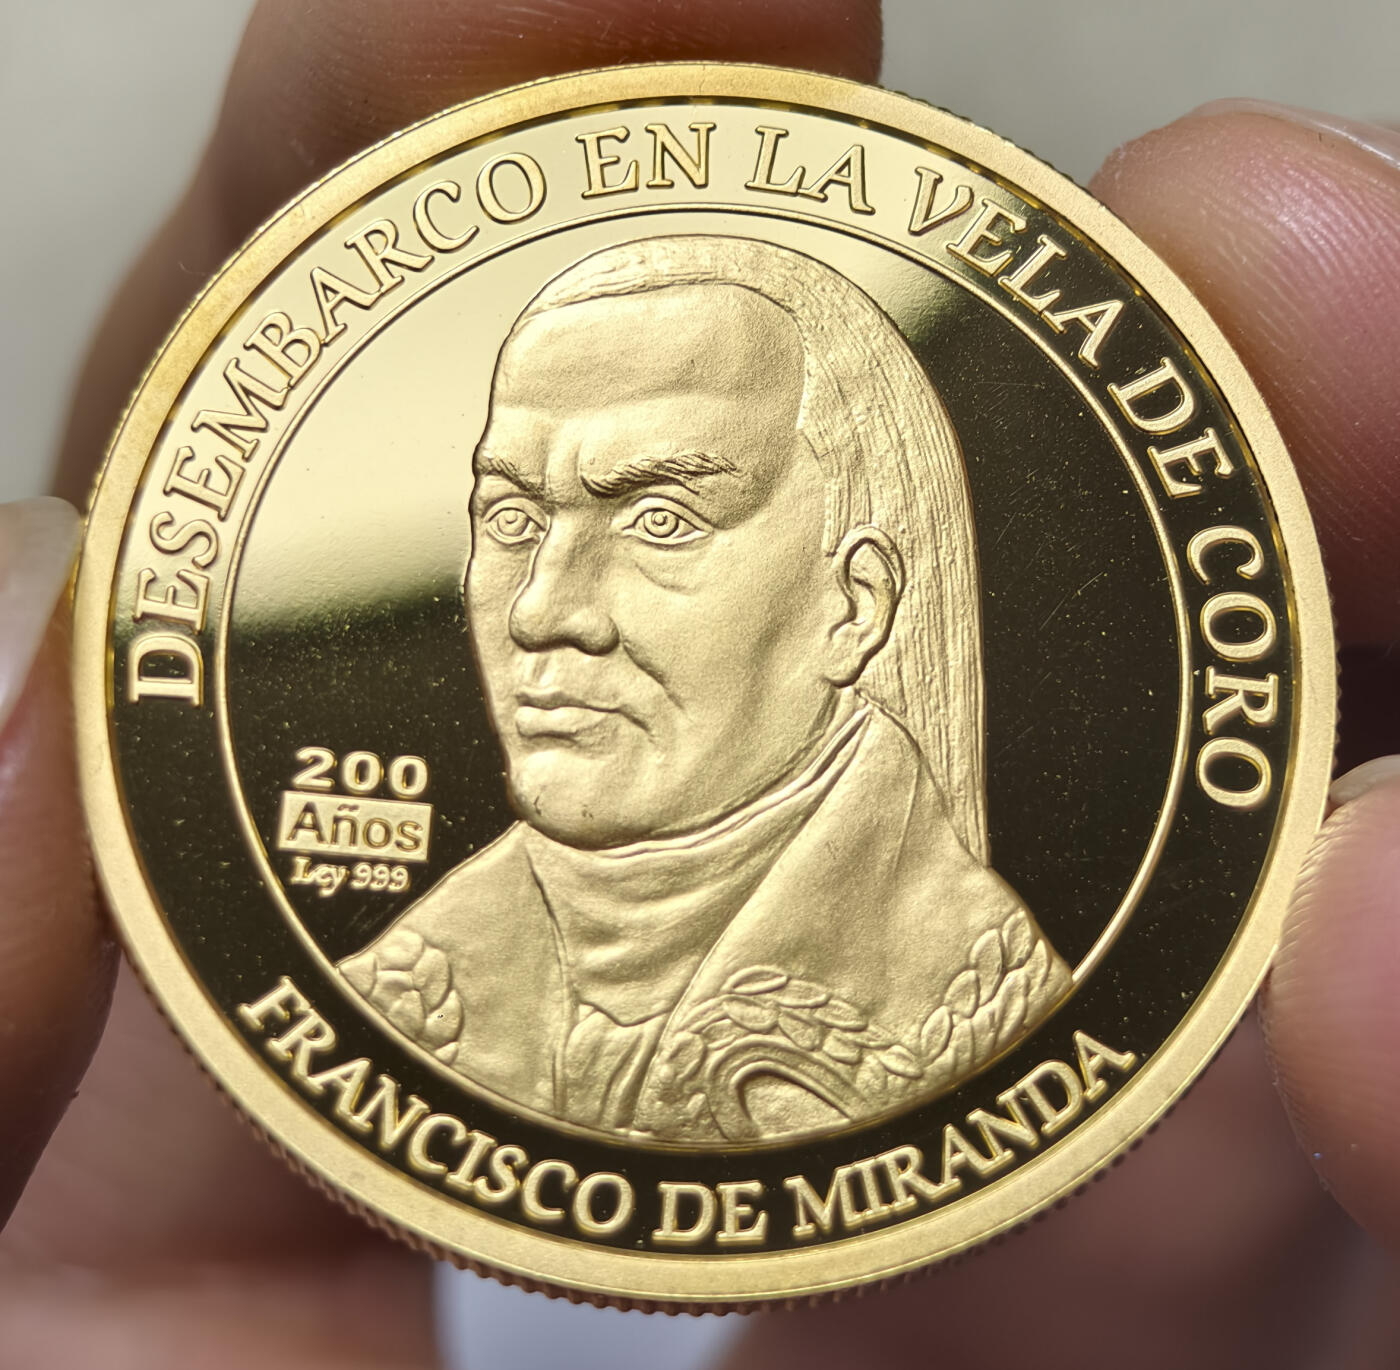 DESEMBARCO EN LA VELA DE CORO
200
Años
Ley 999
FRANCISCO DE MIRANDA